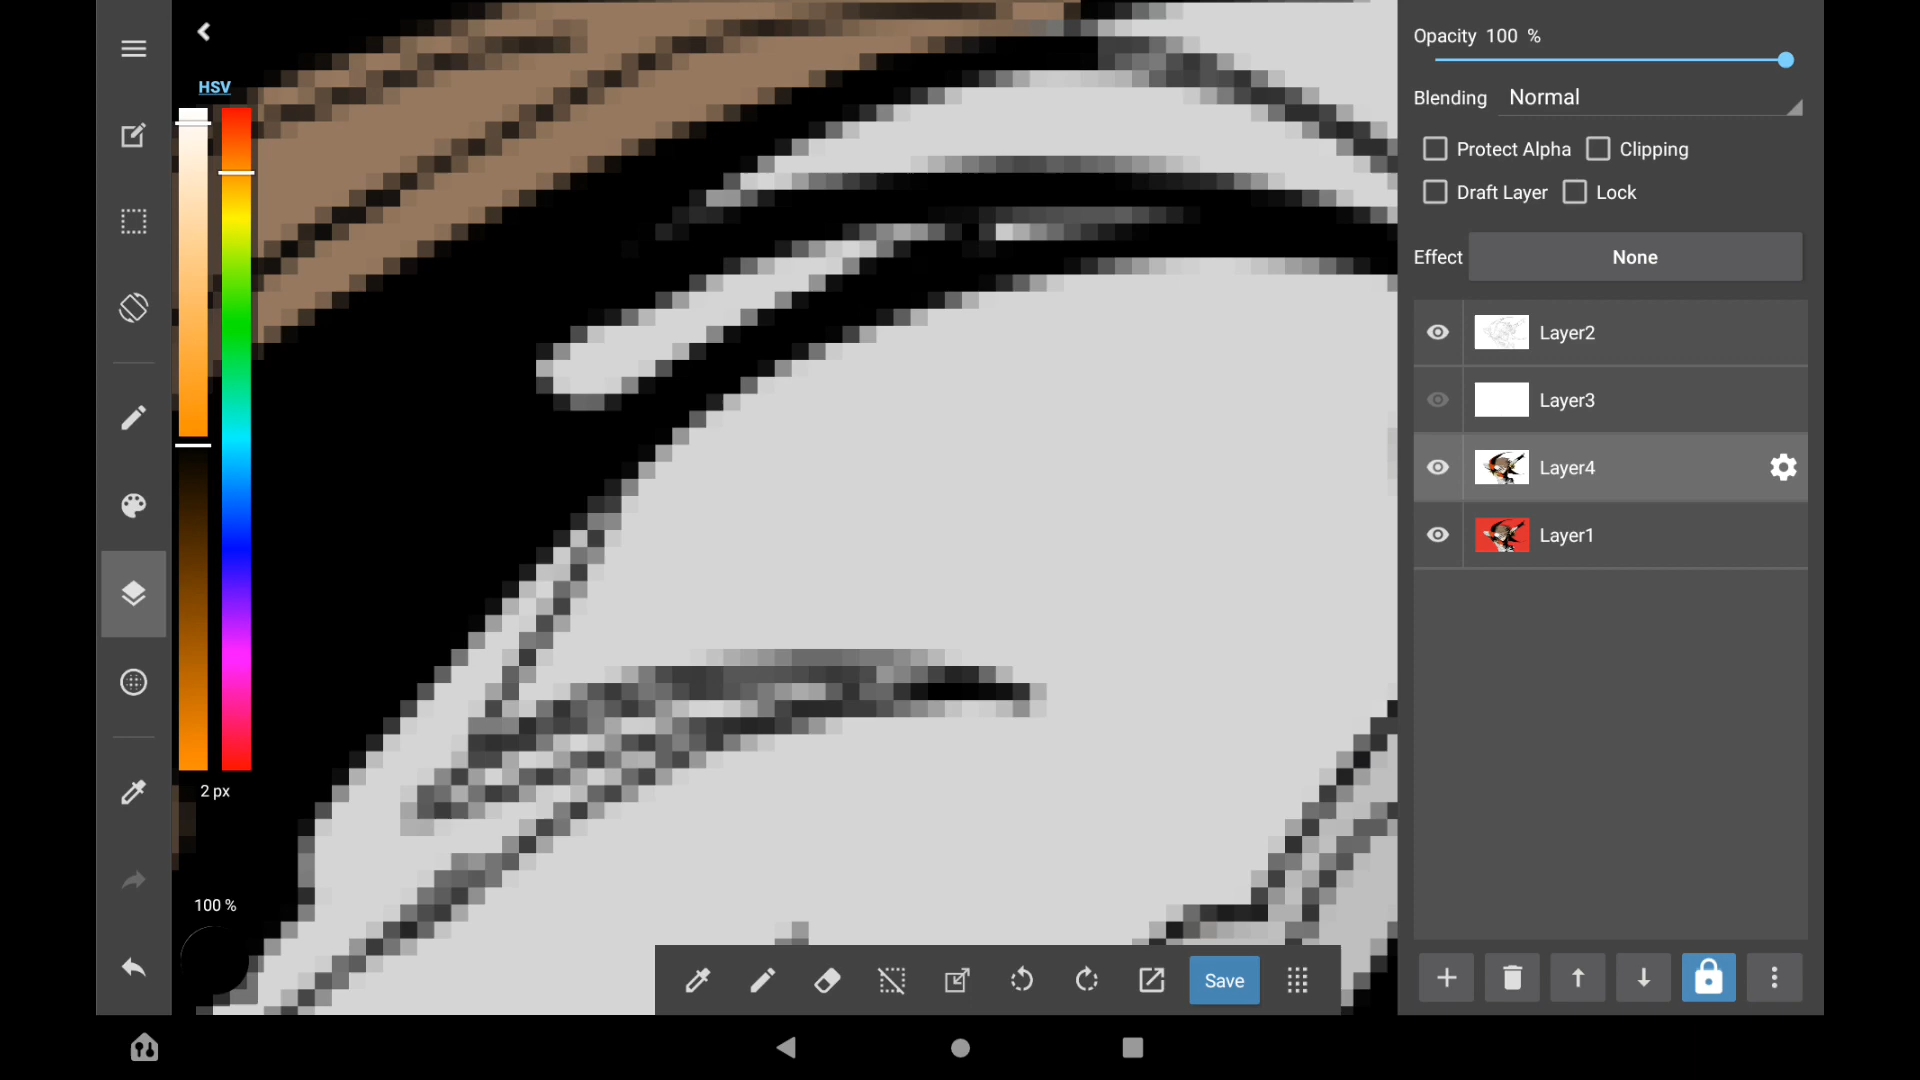 HSV
2 px
100 %
Save
Opacity 100 %
Blending Normal
Protect Alpha Clipping
Draft Layer Lock
Effect None
Layer2
Layer3
Layer4
Layer1